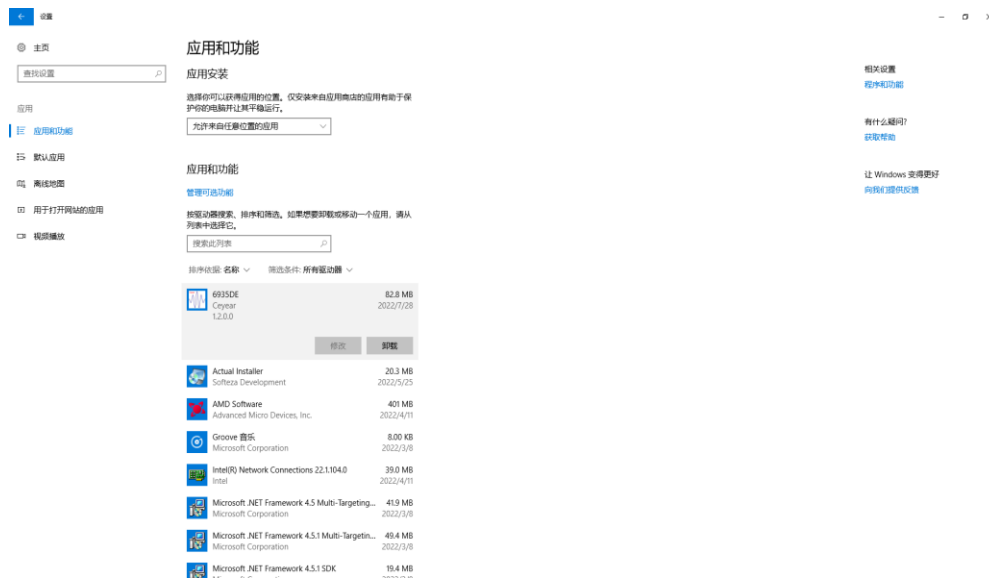 设置
主页
查找设置
应用
应用和功能
默认应用
离线地图
用于打开网站的应用
视频播放
应用和功能
应用安装
选择你可以获得应用的位置。仅安装来自应用商店的应用有助于保
护你的电脑并让其平稳运行。
允许来自任意位置的应用
应用和功能
管理可选功能
按驱动器搜索、排序和筛选。如果想要卸载或移动一个应用，请从
列表中选择它。
搜索此列表
排序依据: 名称 筛选条件: 所有驱动器
6935DE 82.8 MB
Ceyear 2022/7/28
1.2.0.0
修改 卸载
Actual Installer 20.3 MB
Softeza Development 2022/5/25
AMD Software 401 MB
Advanced Micro Devices, Inc. 2022/4/11
Groove 音乐 8.00 KB
Microsoft Corporation 2022/3/8
Intel(R) Network Connections 22.1.104.0 39.0 MB
Intel 2022/4/11
Microsoft .NET Framework 4.5 Multi-Targeting... 41.9 MB
Microsoft Corporation 2022/3/8
Microsoft .NET Framework 4.5.1 Multi-Targetin... 49.4 MB
Microsoft Corporation 2022/3/8
Microsoft .NET Framework 4.5.1 SDK 19.4 MB
相关设置
程序和功能
有什么疑问?
获取帮助
让 Windows 变得更好
向我们提供反馈